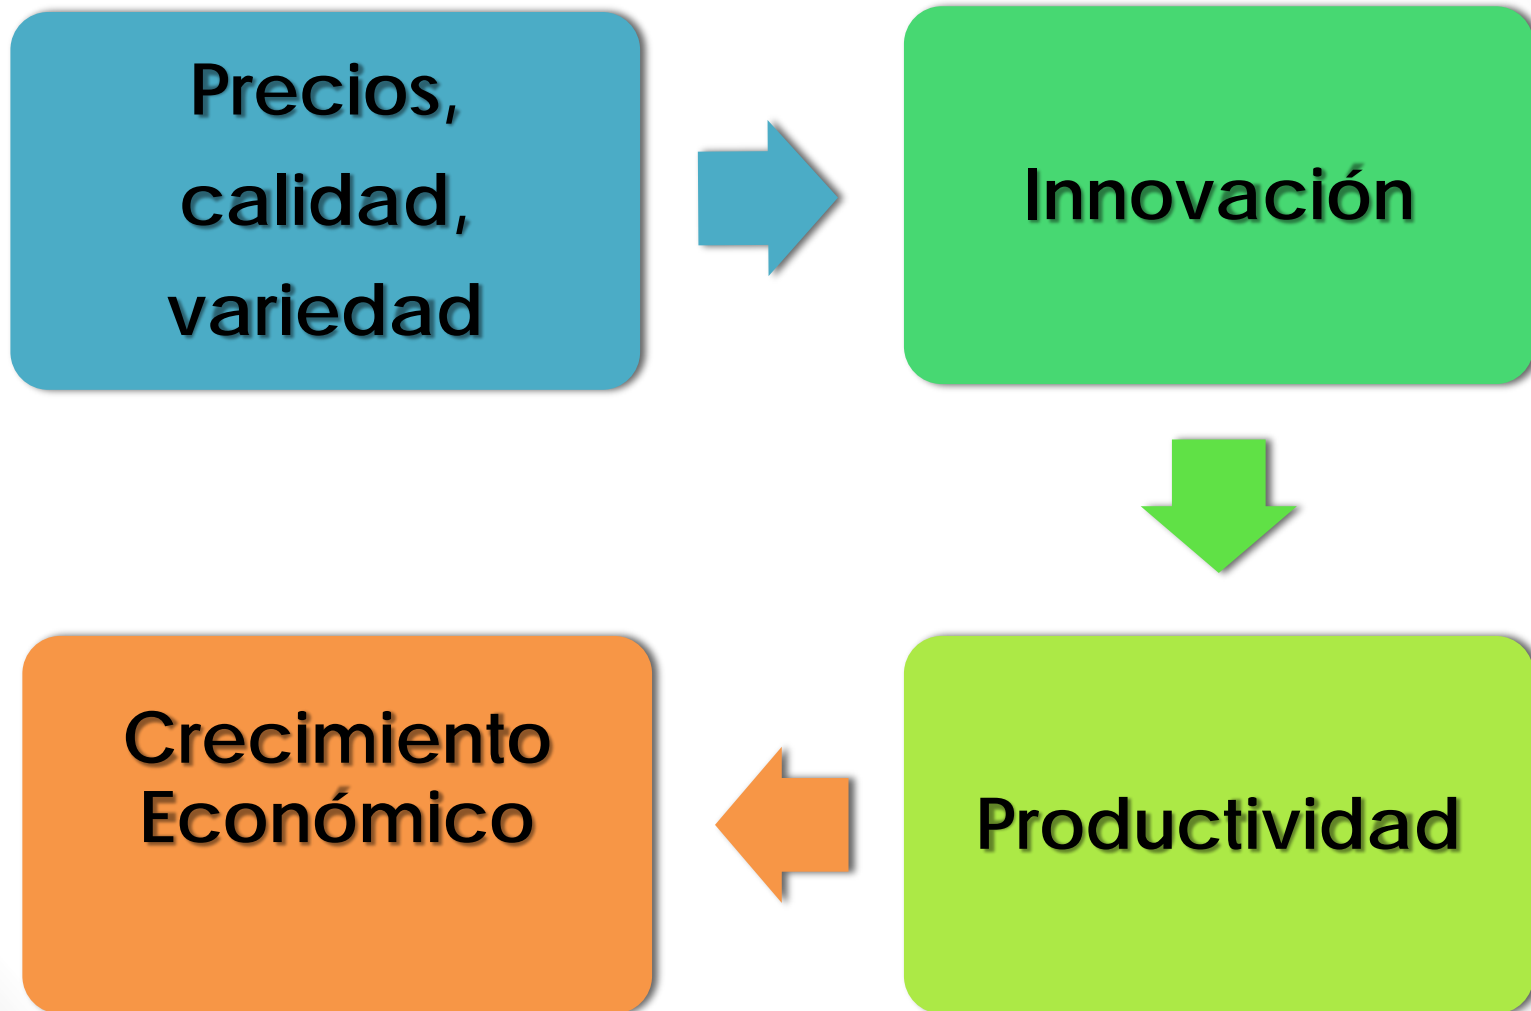 Precios,
calidad,
variedad
Innovación
Productividad
Crecimiento
Económico